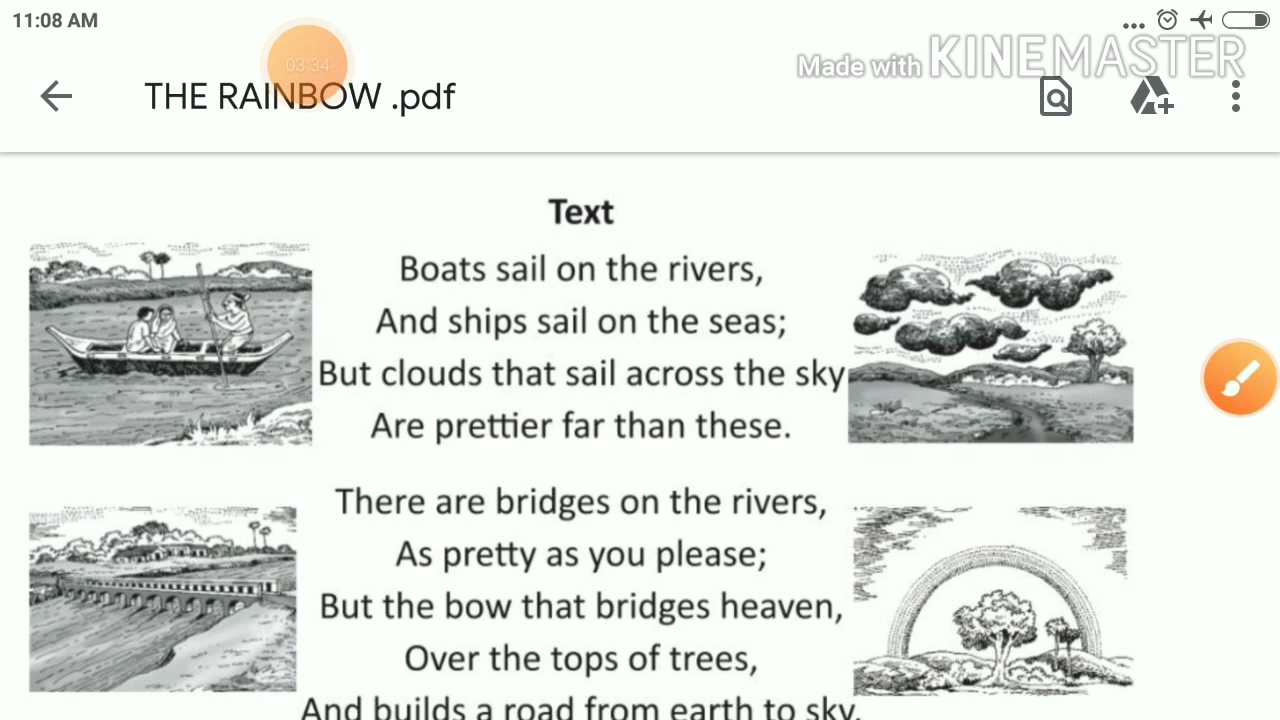 11:08 AM
03:34
Made with KINEMASTER
THE RAINBOW .pdf
Text
Boats sail on the rivers,
And ships sail on the seas;
But clouds that sail across the sky
Are prettier far than these.
There are bridges on the rivers,
As pretty as you please;
But the bow that bridges heaven,
Over the tops of trees,
And builds a road from earth to sky,